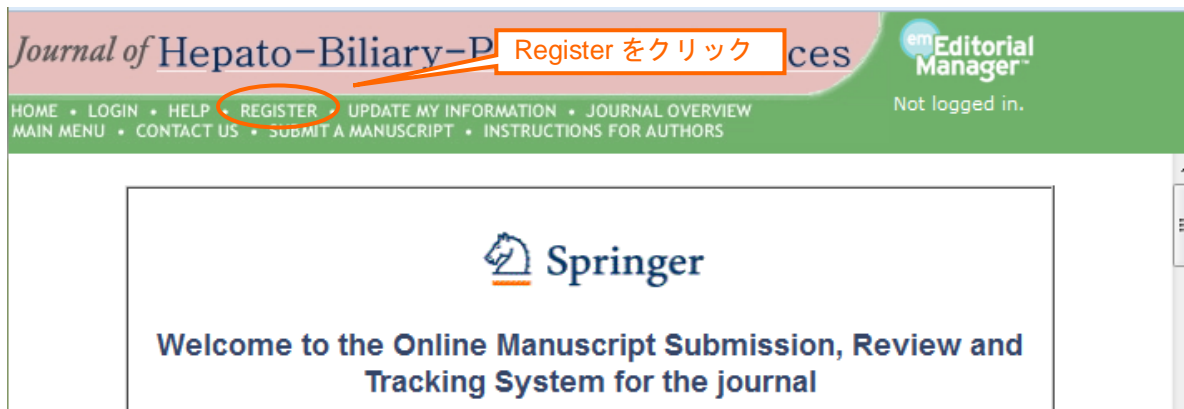 Journal of Hepato-Biliary-P
Register をクリック
ces
em Editorial
Manager™
HOME • LOGIN • HELP • REGISTER • UPDATE MY INFORMATION • JOURNAL OVERVIEW
Not logged in.
MAIN MENU • CONTACT US • SUBMIT A MANUSCRIPT • INSTRUCTIONS FOR AUTHORS
Springer
Welcome to the Online Manuscript Submission, Review and
Tracking System for the journal